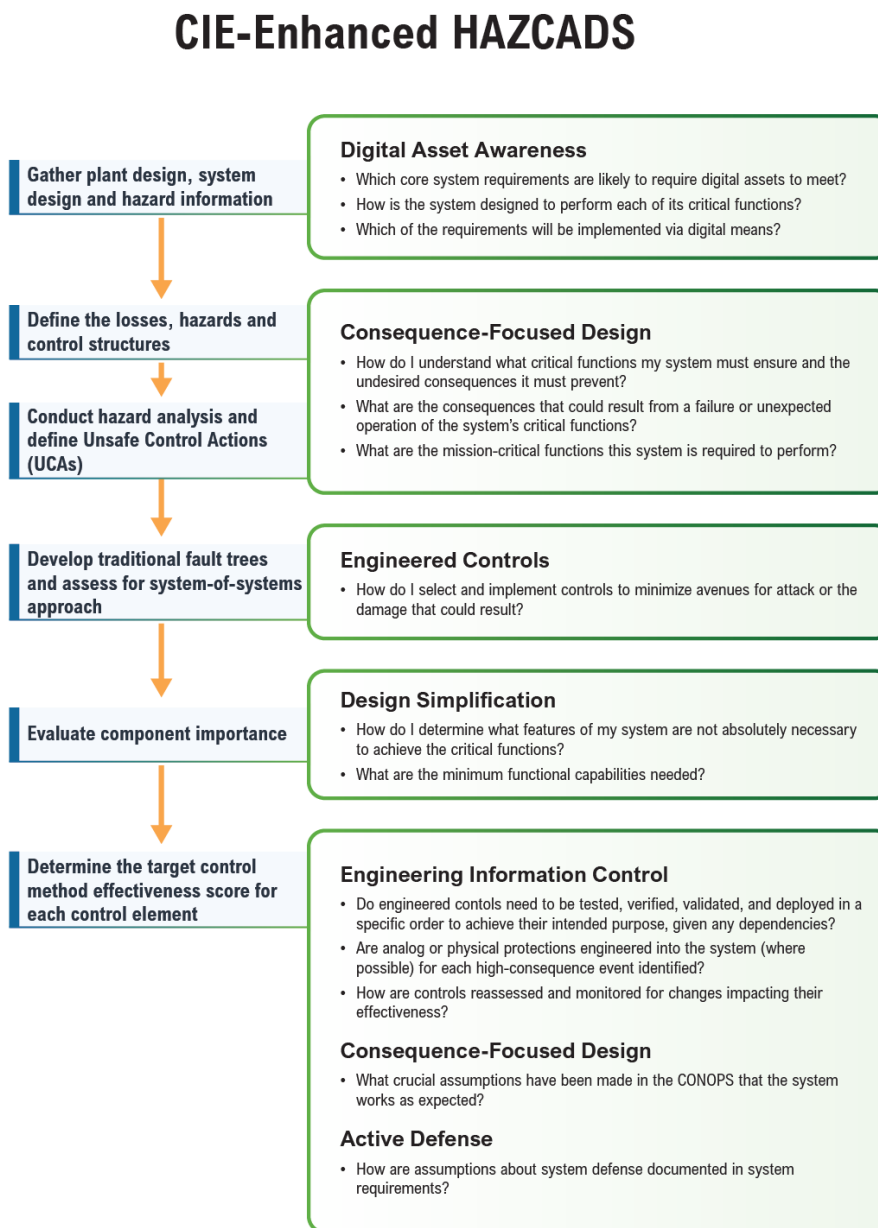 CIE-Enhanced HAZCADS
Gather plant design, system
design and hazard information
Digital Asset Awareness
• Which core system requirements are likely to require digital assets to meet?
• How is the system designed to perform each of its critical functions?
• Which of the requirements will be implemented via digital means?
Define the losses, hazards and
control structures
Conduct hazard analysis and
define Unsafe Control Actions
(UCAs)
Consequence-Focused Design
• How do I understand what critical functions my system must ensure and the
undesired consequences it must prevent?
• What are the consequences that could result from a failure or unexpected
operation of the system's critical functions?
• What are the mission-critical functions this system is required to perform?
Develop traditional fault trees
and assess for system-of-systems
approach
Engineered Controls
• How do I select and implement controls to minimize avenues for attack or the
damage that could result?
Evaluate component importance
Design Simplification
• How do I determine what features of my system are not absolutely necessary
to achieve the critical functions?
• What are the minimum functional capabilities needed?
Determine the target control
method effectiveness score for
each control element
Engineering Information Control
• Do engineered contols need to be tested, verified, validated, and deployed in a
specific order to achieve their intended purpose, given any dependencies?
• Are analog or physical protections engineered into the system (where
possible) for each high-consequence event identified?
• How are controls reassessed and monitored for changes impacting their
effectiveness?
Consequence-Focused Design
• What crucial assumptions have been made in the CONOPS that the system
works as expected?
Active Defense
• How are assumptions about system defense documented in system
requirements?